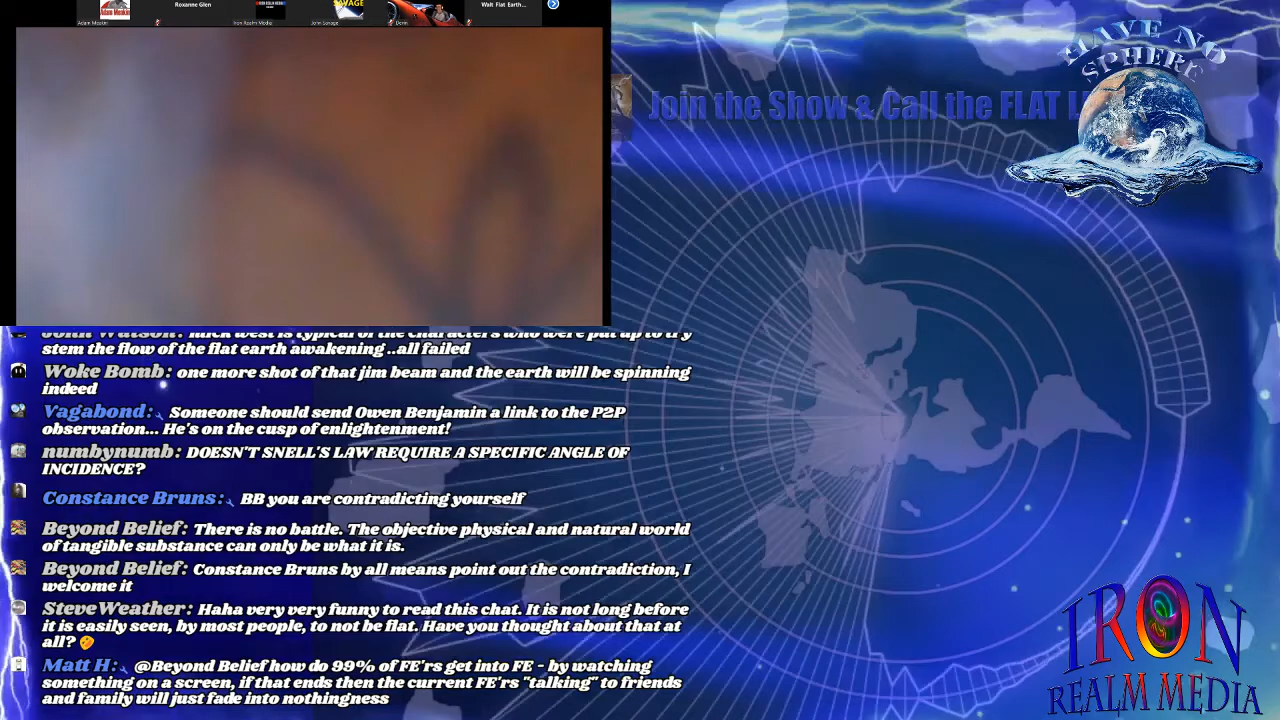 Roxanne Glen
Wait Flat Earth...
SAVAGE
Adam Meakin
Iron Realm Media
John Savage
Derm
HAVE NO
SPHERE
Join the Show & Call the FLAT L
stem the flow of the flat earth awakening ..all failed
Woke Bomb: one more shot of that jim beam and the earth will be spinning
indeed
Vagabond: Someone should send Owen Benjamin a link to the P2P
observation... He's on the cusp of enlightenment!
numbynumb: DOESN'T SNELL'S LAW REQUIRE A SPECIFIC ANGLE OF
INCIDENCE?
Constance Bruns: BB you are contradicting yourself
Beyond Belief: There is no battle. The objective physical and natural world
of tangible substance can only be what it is.
Beyond Belief: Constance Bruns by all means point out the contradiction, I
welcome it
SteveWeather: Haha very very funny to read this chat. It is not long before
it is easily seen, by most people, to not be flat. Have you thought about that at
all?
Matt H: @Beyond Belief how do 99% of FE'rs get into FE - by watching
something on a screen, if that ends then the current FE'rs "talking" to friends
and family will just fade into nothingness
IRON
REALM MEDIA